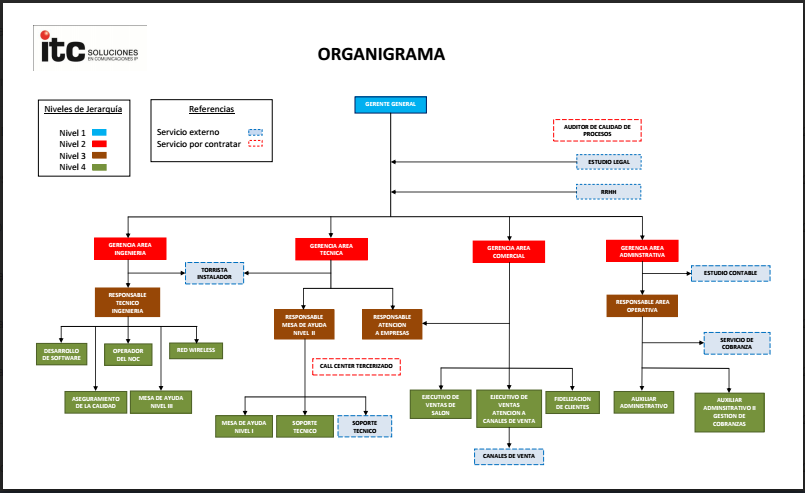 itc SOLUCIONES
EN COMUNICACIONES IP
ORGANIGRAMA
Niveles de Jerarquía
Nivel 1
Nivel 2
Nivel 3
Nivel 4
Referencias
Servicio externo
Servicio por contratar
GERENTE GENERAL
AUDITOR DE CALIDAD DE
PROCESOS
ESTUDIO LEGAL
RRHH
GERENCIA AREA
INGENIERIA
GERENCIA AREA
TECNICA
GERENCIA AREA
COMERCIAL
GERENCIA AREA
ADMINSTRATIVA
TORRISTA
INSTALADOR
ESTUDIO CONTABLE
RESPONSABLE
TECNICO
INGENIERIA
RESPONSABLE
MESA DE AYUDA
NIVEL II
RESPONSABLE
ATENCION
A EMPRESAS
RESPONSABLE AREA
OPERATIVA
SERVICIO DE
COBRANZA
DESARROLLO
DE SOFTWARE
OPERADOR
DEL NOC
RED WIRELESS
CALL CENTER TERCERIZADO
ASEGURAMIENTO
DE LA CALIDAD
MESA DE AYUDA
NIVEL III
MESA DE AYUDA
NIVEL I
SOPORTE
TECNICO
SOPORTE
TECNICO
EJECUTIVO DE
VENTAS DE
SALON
EJECUTIVO DE
VENTAS
ATENCION A
CANALES DE VENTA
FIDELIZACION
DE CLIENTES
AUXILIAR
ADMINISTRATIVO
AUXILIAR
ADMINSITRATIVO II
GESTION DE
COBRANZAS
CANALES DE VENTA